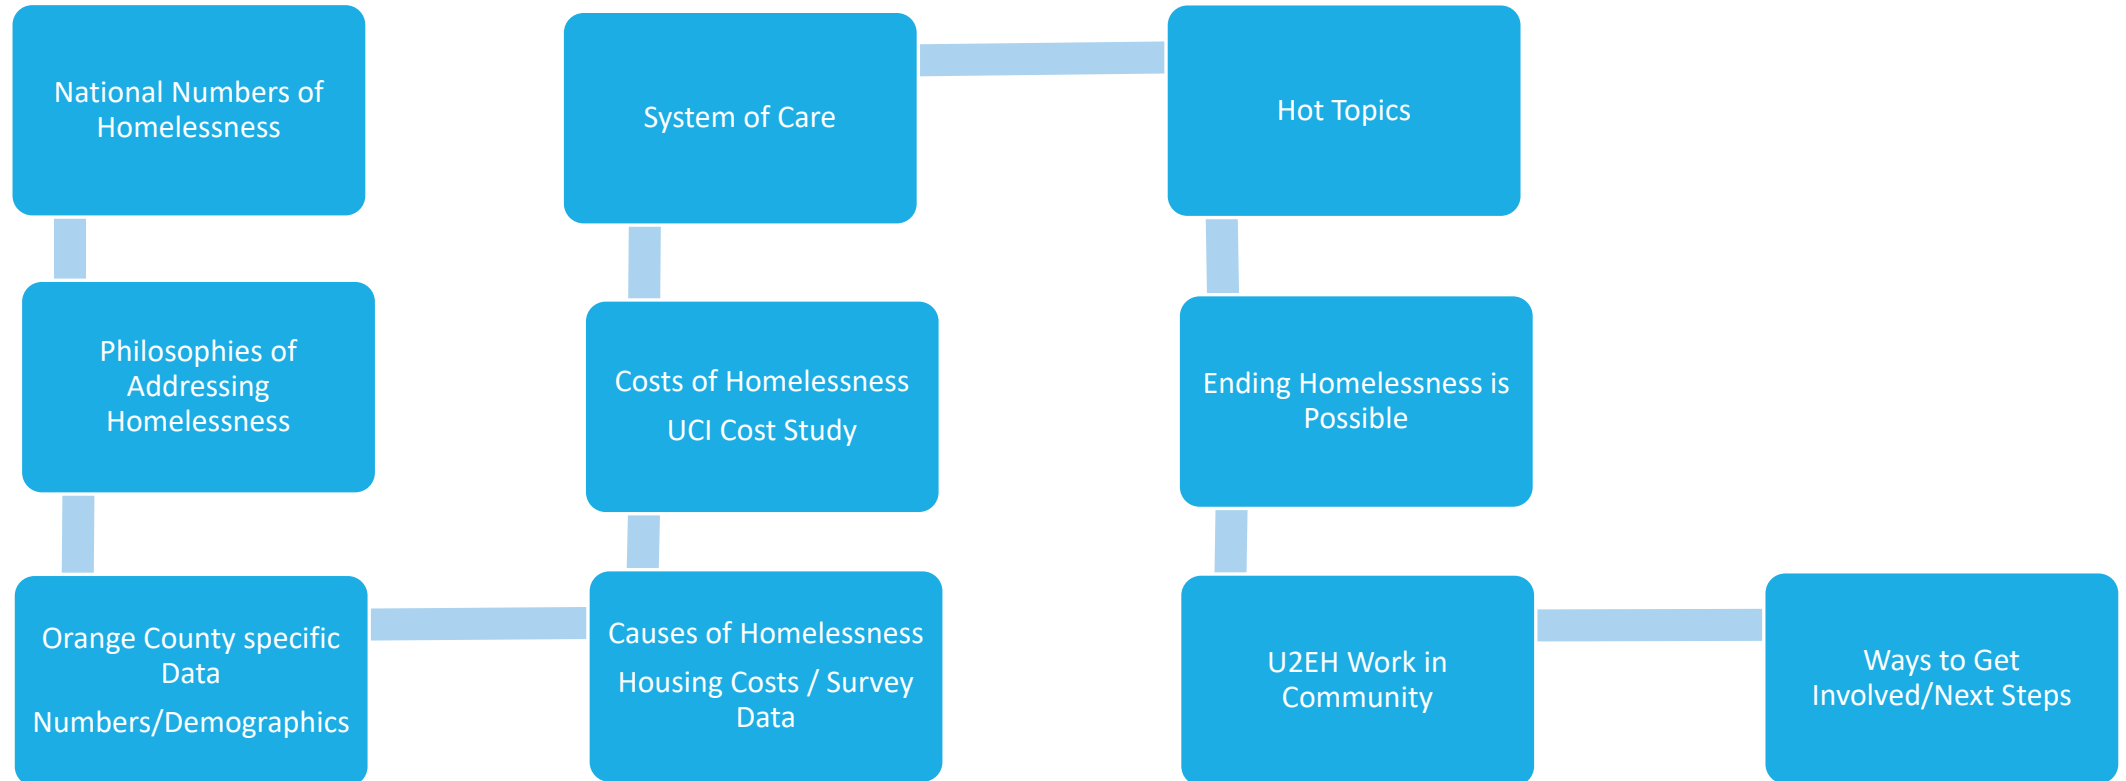 National Numbers of
Homelessness
Philosophies of
Addressing
Homelessness
Orange County specific
Data
Numbers/Demographics
Causes of Homelessness
Housing Costs / Survey
Data
Costs of Homelessness
UCI Cost Study
System of Care
Hot Topics
Ending Homelessness is
Possible
U2EH Work in
Community
Ways to Get
Involved/Next Steps